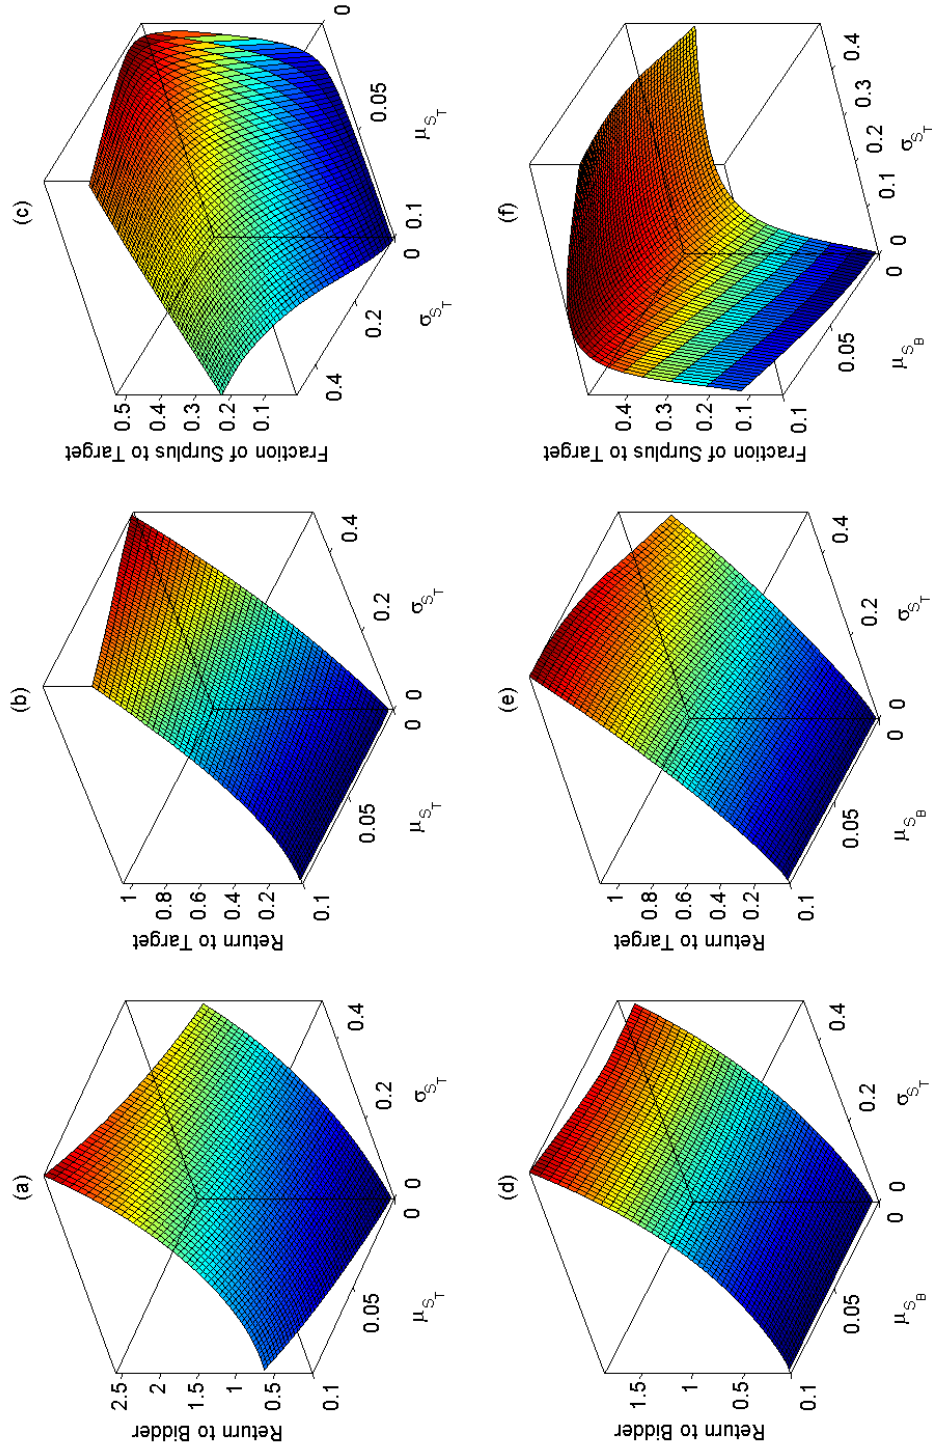 (a)
Return to Bidder
2.5
2
1.5
1
0.5
0.1
0.05
0
μ_{S_T}
0
0.2
0.4
σ_{S_T}
(b)
Return to Target
1
0.8
0.6
0.4
0.2
0.1
0.05
0
μ_{S_T}
0
0.2
0.4
σ_{S_T}
(c)
Fraction of Surplus to Target
0.5
0.4
0.3
0.2
0.1
0.4
0.2
0
σ_{S_T}
0.1
0.05
0
μ_{S_T}
(d)
Return to Bidder
1.5
1
0.5
0.1
0.05
0
μ_{S_B}
0
0.2
0.4
σ_{S_T}
(e)
Return to Target
1
0.8
0.6
0.4
0.2
0.1
0.05
0
μ_{S_B}
0
0.2
0.4
σ_{S_T}
(f)
Fraction of Surplus to Target
0.4
0.3
0.2
0.1
0.1
0.05
0
μ_{S_B}
0
0.1
0.2
0.3
0.4
σ_{S_T}